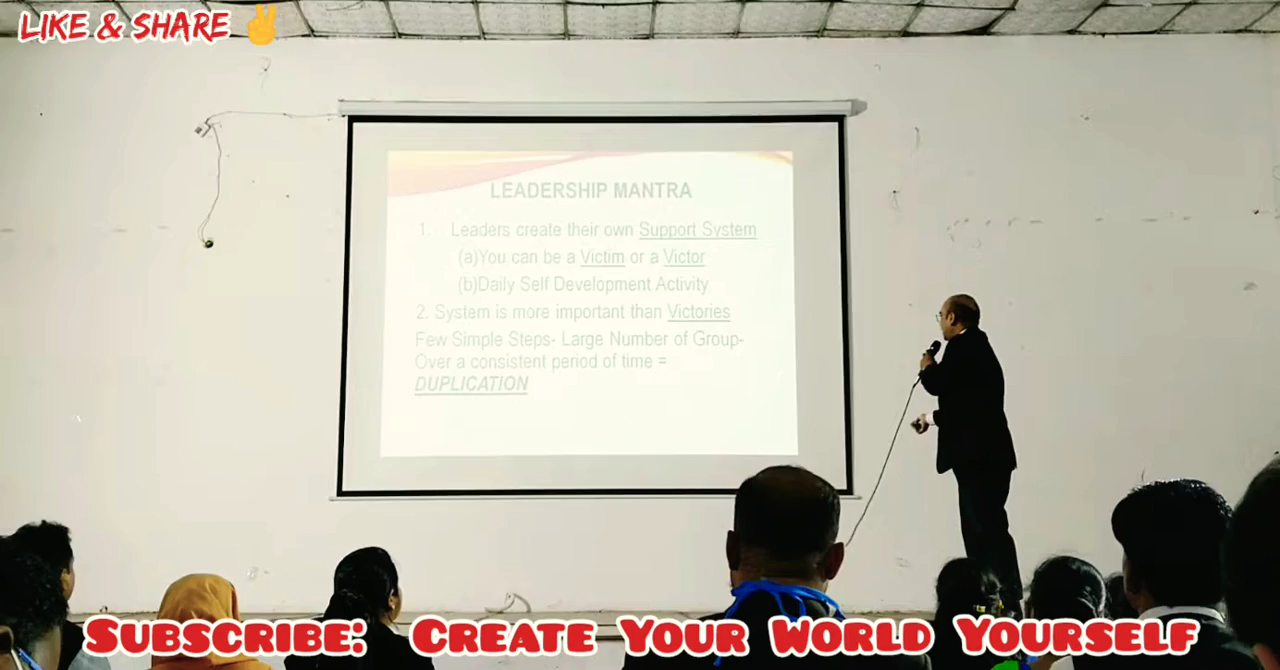 LIKE & SHARE ✌
LEADERSHIP MANTRA
1. Leaders create their own Support System
(a)You can be a Victim or a Victor
(b)Daily Self Development Activity
2. System is more important than Victories
Few Simple Steps- Large Number of Group-
Over a consistent period of time =
DUPLICATION
SUBSCRIBE: CREATE YOUR WORLD YOURSELF